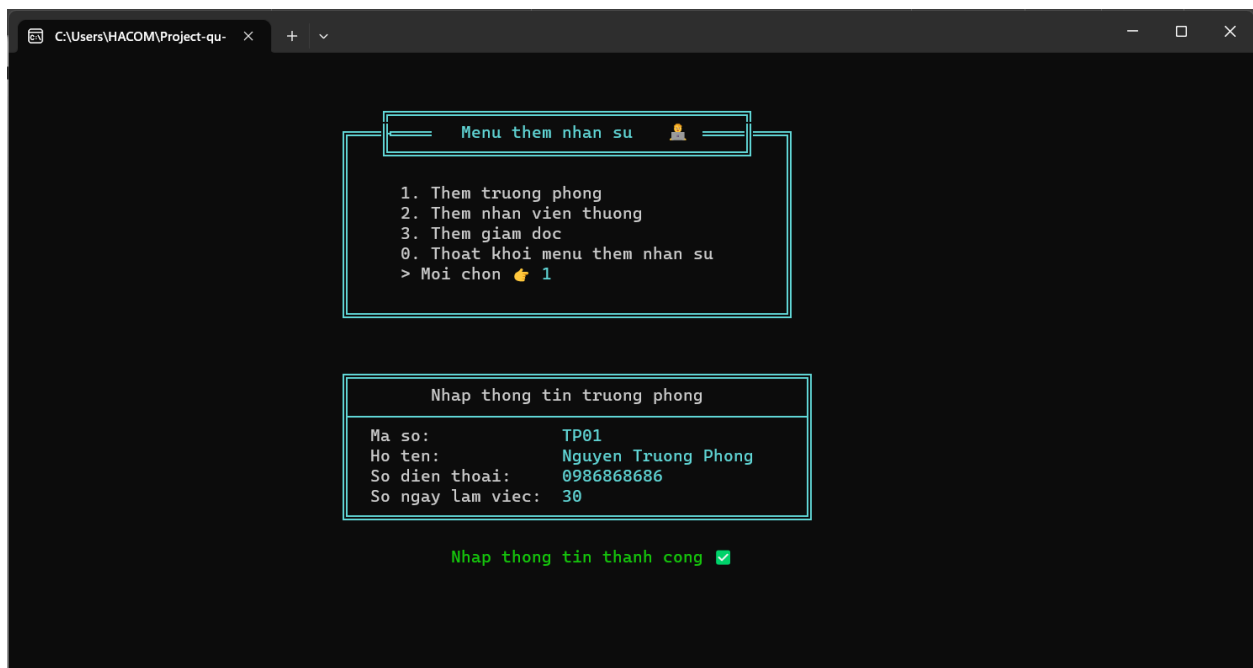 C:\Users\HACOM\Project-qu-
Menu them nhan su
1. Them truong phong
2. Them nhan vien thuong
3. Them giam doc
0. Thoat khoi menu them nhan su
> Moi chon 👉 1
Nhap thong tin truong phong
Ma so: TP01
Ho ten: Nguyen Truong Phong
So dien thoai: 0986868686
So ngay lam viec: 30
Nhap thong tin thanh cong ✅